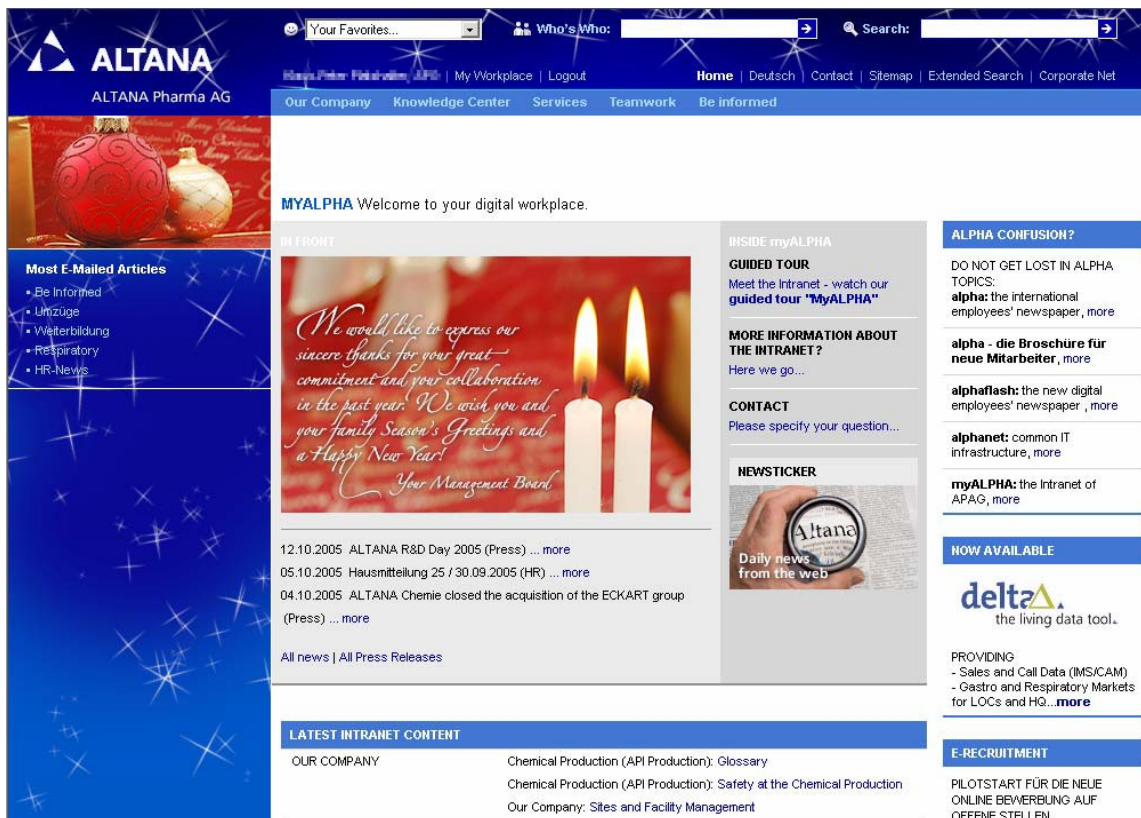 Your Favorites...
Who's Who:
Search:
ALTANA
ALTANA Pharma AG
| My Workplace | Logout
Home | Deutsch | Contact | Sitemap | Extended Search | Corporate Net
Our Company Knowledge Center Services Teamwork Be informed
MYALPHA Welcome to your digital workplace.
Most E-Mailed Articles
Be Informed
Umzüge
Weiterbildung
Respiratory
HR-News
IN FRONT
We would like to express our
sincere thanks for your great
commitment and your collaboration
in the past year. We wish you and
your family Season's Greetings and
a Happy New Year!
Your Management Board
12.10.2005 ALTANA R&D Day 2005 (Press) ... more
05.10.2005 Hausmitteilung 25 / 30.09.2005 (HR) ... more
04.10.2005 ALTANA Chemie closed the acquisition of the ECKART group
(Press) ... more
All news | All Press Releases
INSIDE myALPHA
GUIDED TOUR
Meet the Intranet - watch our
guided tour "MyALPHA"
MORE INFORMATION ABOUT
THE INTRANET?
Here we go...
CONTACT
Please specify your question...
NEWSTICKER
Altana
Daily news
from the web
ALPHA CONFUSION?
DO NOT GET LOST IN ALPHA
TOPICS:
alpha: the international
employees' newspaper, more
alpha - die Broschüre für
neue Mitarbeiter, more
alphaflash: the new digital
employees' newspaper , more
alphanet: common IT
infrastructure, more
myALPHA: the Intranet of
APAG, more
NOW AVAILABLE
delta
the living data tool.
PROVIDING
- Sales and Call Data (IMS/CAM)
- Gastro and Respiratory Markets
for LOCs and HQ...more
E-RECRUITMENT
PILOTSTART FÜR DIE NEUE
ONLINE BEWERBUNG AUF
OFFENE STELLEN
LATEST INTRANET CONTENT
OUR COMPANY
Chemical Production (API Production): Glossary
Chemical Production (API Production): Safety at the Chemical Production
Our Company: Sites and Facility Management